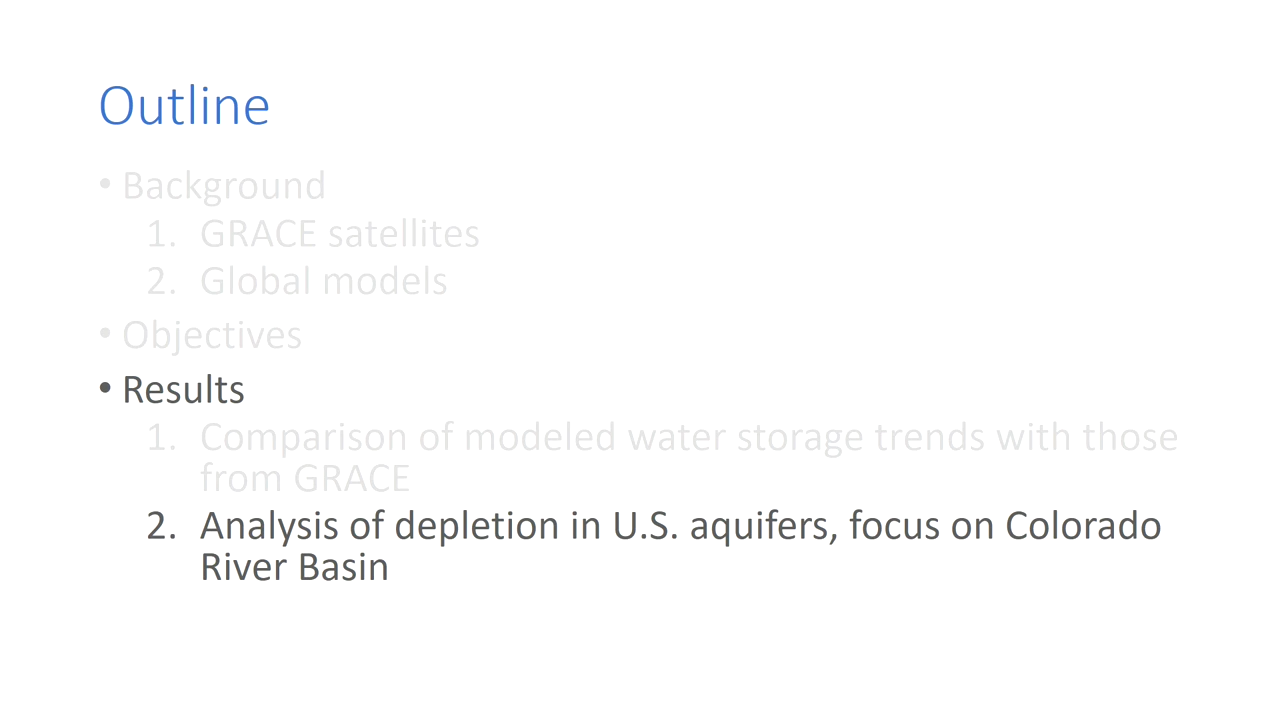 Outline
• Background
1. GRACE satellites
2. Global models
• Objectives
• Results
1. Comparison of modeled water storage trends with those
from GRACE
2. Analysis of depletion in U.S. aquifers, focus on Colorado
River Basin